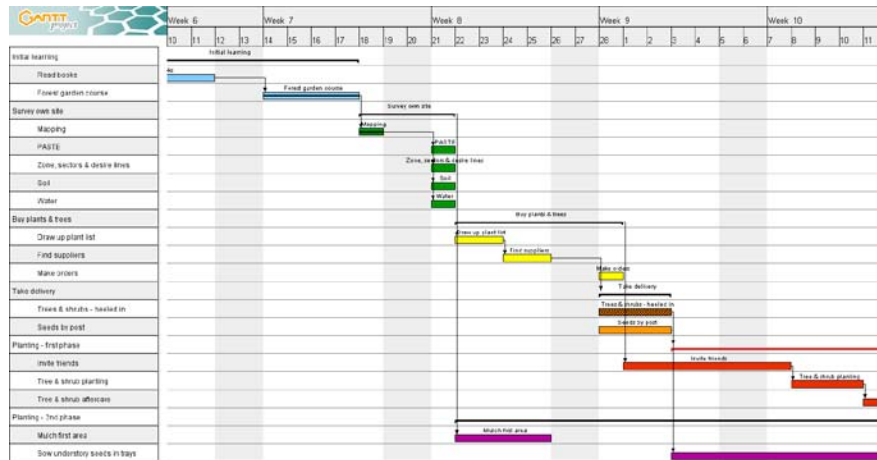 GANTT project
Week 6 Week 7 Week 8 Week 9 Week 10
10 11 12 13 14 15 16 17 18 19 20 21 22 23 24 25 26 27 28 1 2 3 4 5 6 7 8 9 10 11
Initial learning Initial learning
Read books
Forest garden course Forest garden course
Survey own site Survey own site
Mapping Mapping
PASTE PASTE
Zone, sectors & desire lines Zone, sectors & desire lines
Soil Soil
Water Water
Buy plants & trees Buy plants & trees
Draw up plant list Draw up plant list
Find suppliers Find suppliers
Make orders Make orders
Take delivery Take delivery
Trees & shrubs - heeled in Trees & shrubs - heeled in
Seeds by post Seeds by post
Planting - first phase
Invite friends Invite friends
Tree & shrub planting Tree & shrub planting
Tree & shrub aftercare
Planting - 2nd phase
Mulch first area Mulch first area
Sow understory seeds in trays